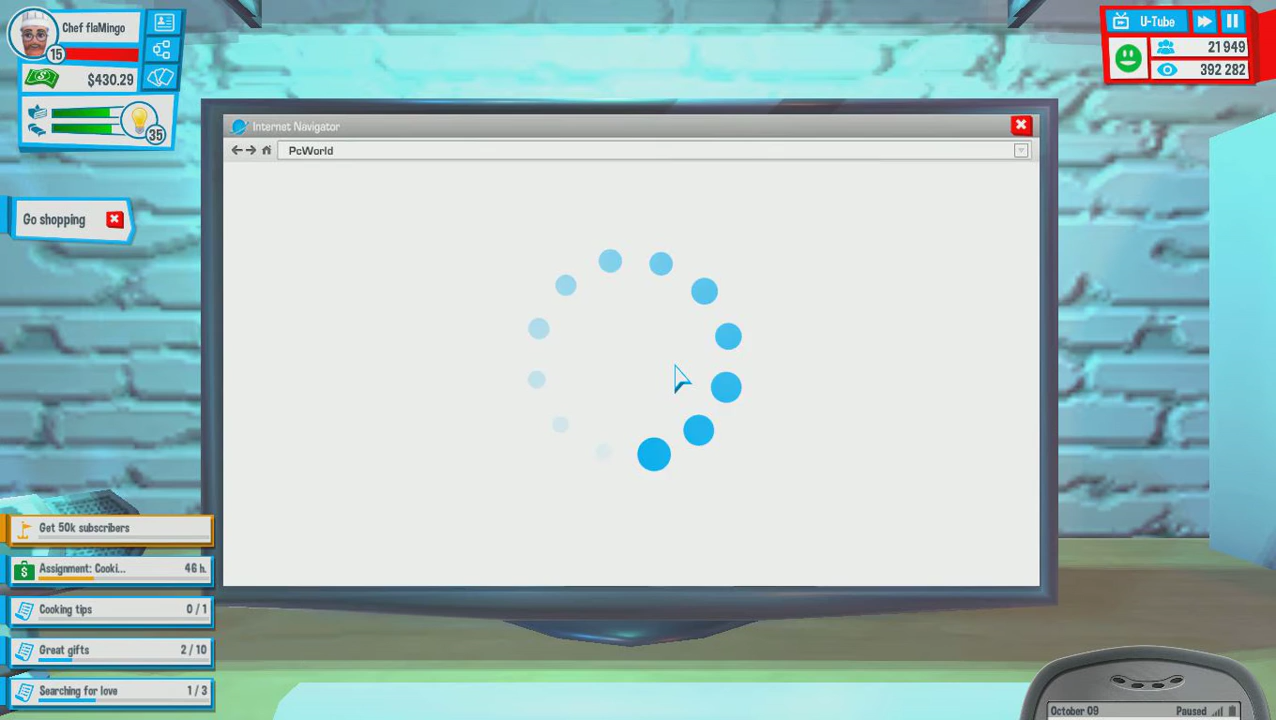 Chef flaMingo
15
$430.29
35
Go shopping
U-Tube
21 949
392 282
Internet Navigator
PcWorld
Get 50k subscribers
Assignment: Cooki... 46 h.
Cooking tips 0 / 1
Great gifts 2 / 10
Searching for love 1 / 3
October 09 Paused